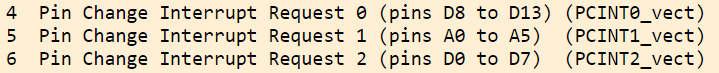 4  Pin Change Interrupt Request 0 (pins D8 to D13) (PCINT0_vect)
5  Pin Change Interrupt Request 1 (pins A0 to A5)  (PCINT1_vect)
6  Pin Change Interrupt Request 2 (pins D0 to D7)  (PCINT2_vect)